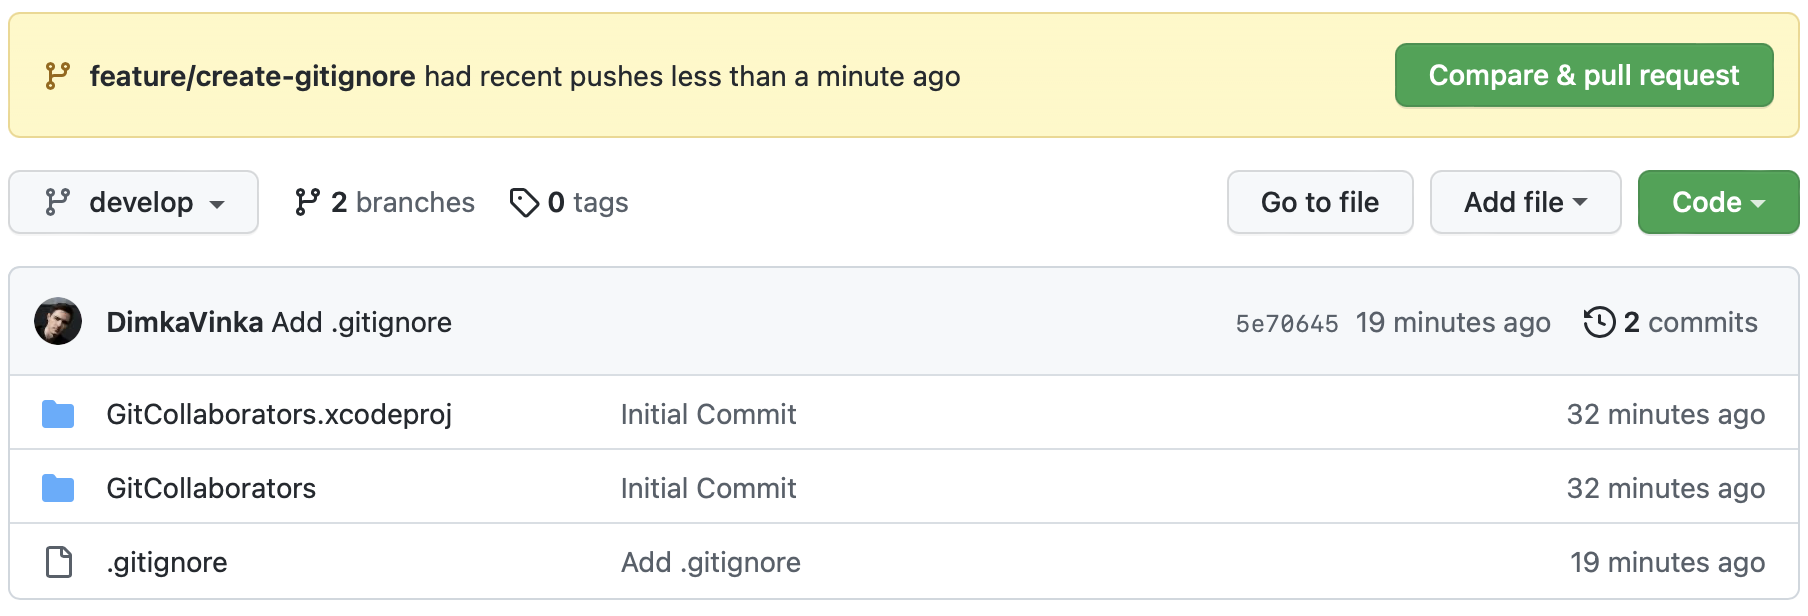 feature/create-gitignore had recent pushes less than a minute ago Compare & pull request
develop 2 branches 0 tags Go to file Add file Code
DimkaVinka Add .gitignore 5e70645 19 minutes ago 2 commits
GitCollaborators.xcodeproj Initial Commit 32 minutes ago
GitCollaborators Initial Commit 32 minutes ago
.gitignore Add .gitignore 19 minutes ago